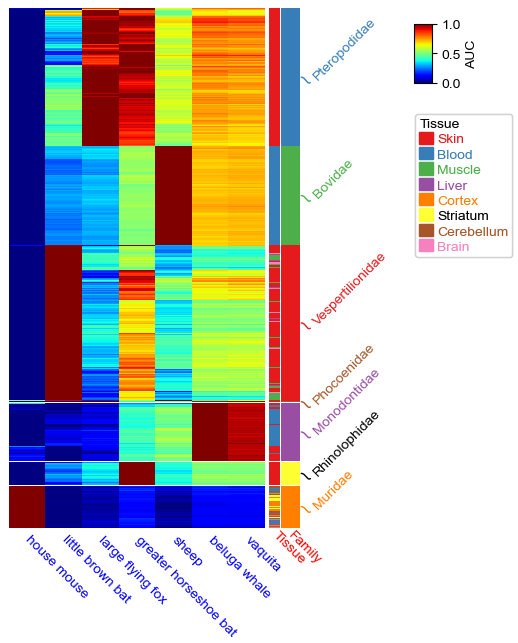 1.0
0.5
0.0
AUC
Pteropodidae
Tissue
Skin
Blood
Muscle
Liver
Cortex
Striatum
Cerebellum
Brain
Bovidae
Vespertilionidae
Phocoenidae
Monodontidae
Rhinolophidae
Muridae
house mouse
little brown bat
large flying fox
greater horseshoe bat
sheep
beluga whale
vaquita
Tissue
Family